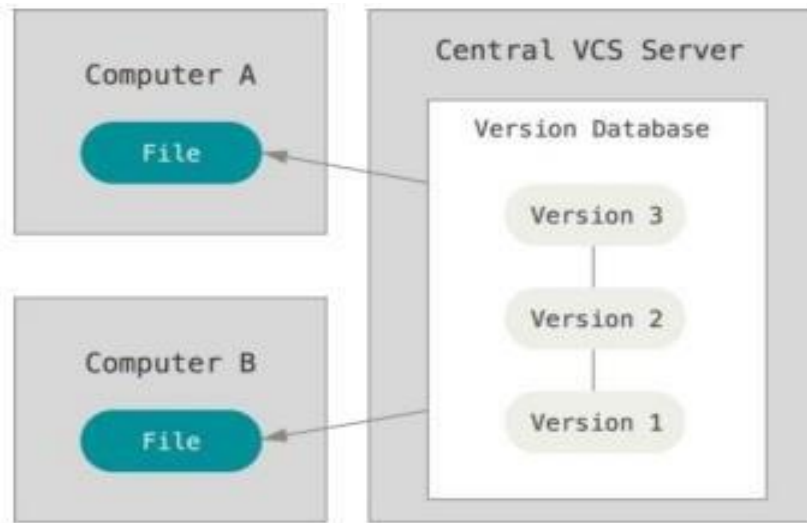 Computer A
File
Computer B
File
Central VCS Server
Version Database
Version 3
Version 2
Version 1